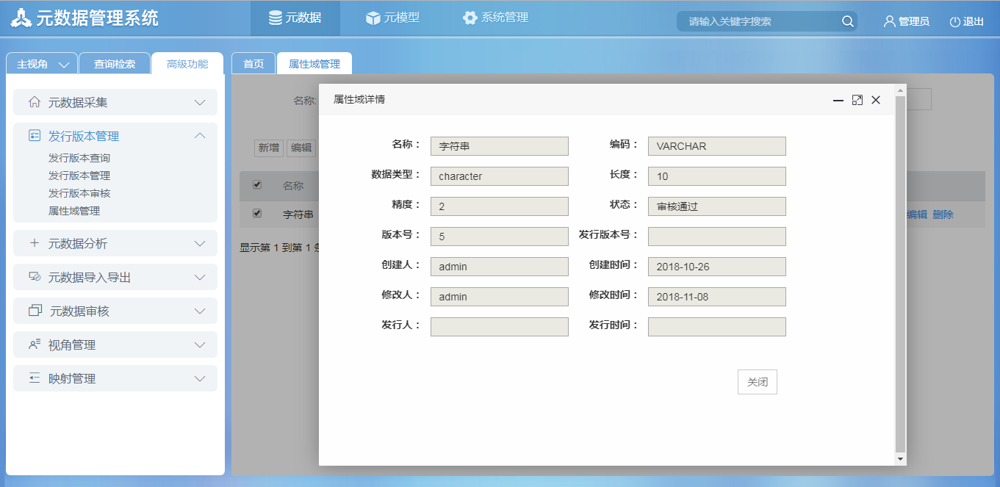 元数据管理系统
元数据
元模型
系统管理
请输入关键字搜索
管理员
退出
主视角
查询检索
高级功能
首页
属性域管理
元数据采集
发行版本管理
发行版本查询
发行版本管理
发行版本审核
属性域管理
元数据分析
元数据导入导出
元数据审核
视角管理
映射管理
名称:
新增 编辑
名称
字符串
编辑 删除
显示第 1 到第 1 条
属性域详情
名称： 字符串 编码： VARCHAR
数据类型： character 长度： 10
精度： 2 状态： 审核通过
版本号： 5 发行版本号：
创建人： admin 创建时间： 2018-10-26
修改人： admin 修改时间： 2018-11-08
发行人： 发行时间：
关闭